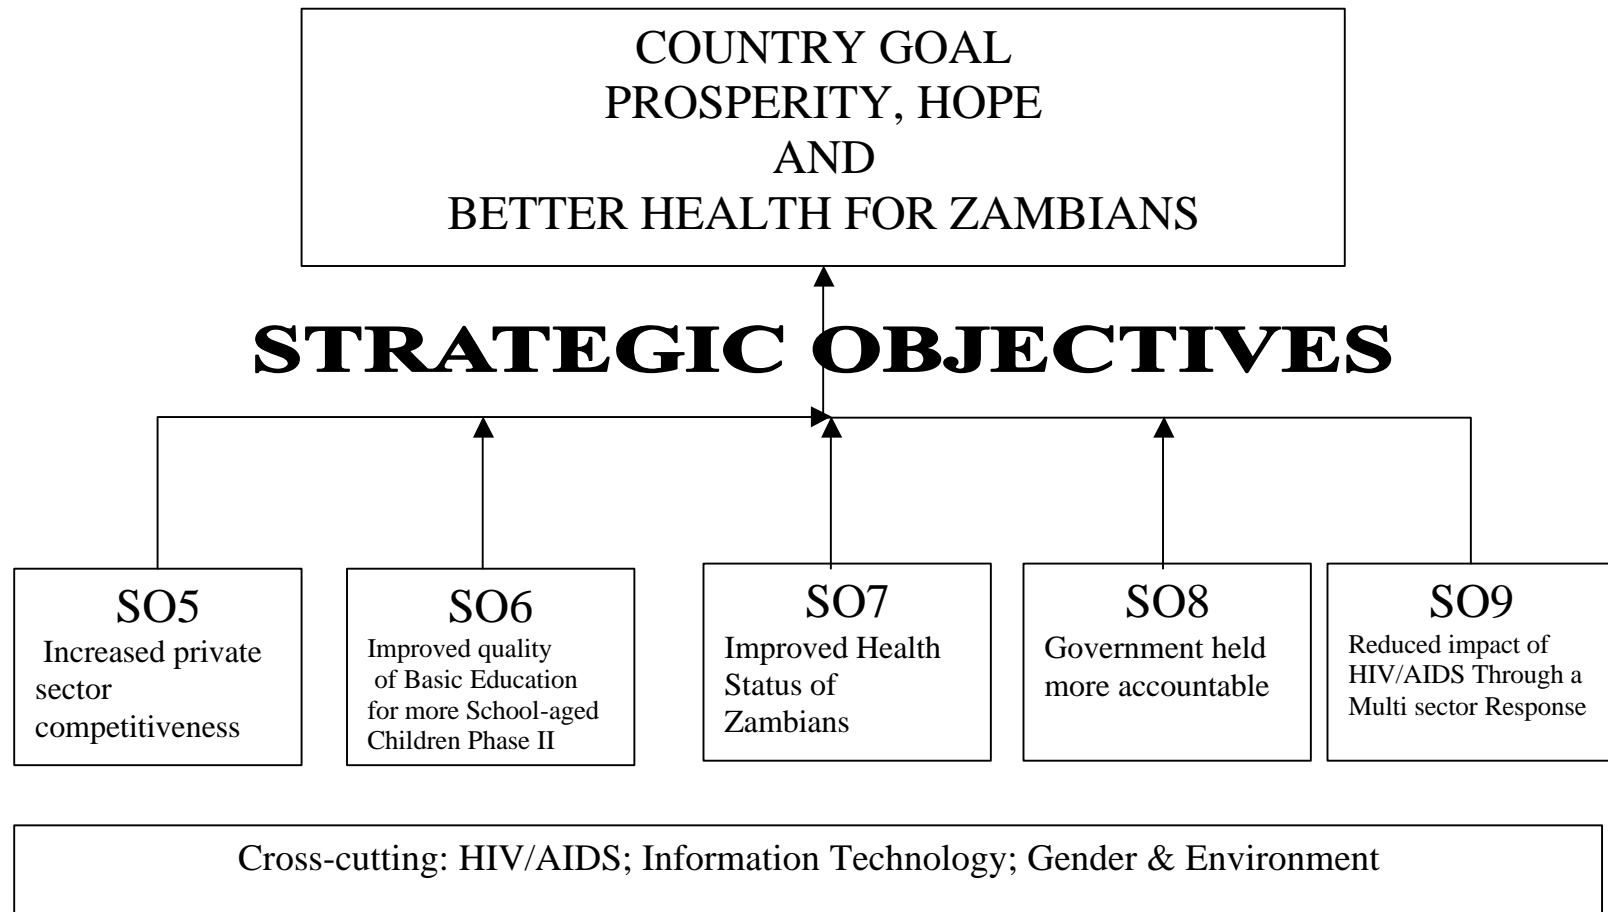 COUNTRY GOAL
PROSPERITY, HOPE
AND
BETTER HEALTH FOR ZAMBIANS
STRATEGIC OBJECTIVES
SO5
Increased private
sector
competitiveness
SO6
Improved quality
of Basic Education
for more School-aged
Children Phase II
SO7
Improved Health
Status of
Zambians
SO8
Government held
more accountable
SO9
Reduced impact of
HIV/AIDS Through a
Multi sector Response
Cross-cutting: HIV/AIDS; Information Technology; Gender & Environment